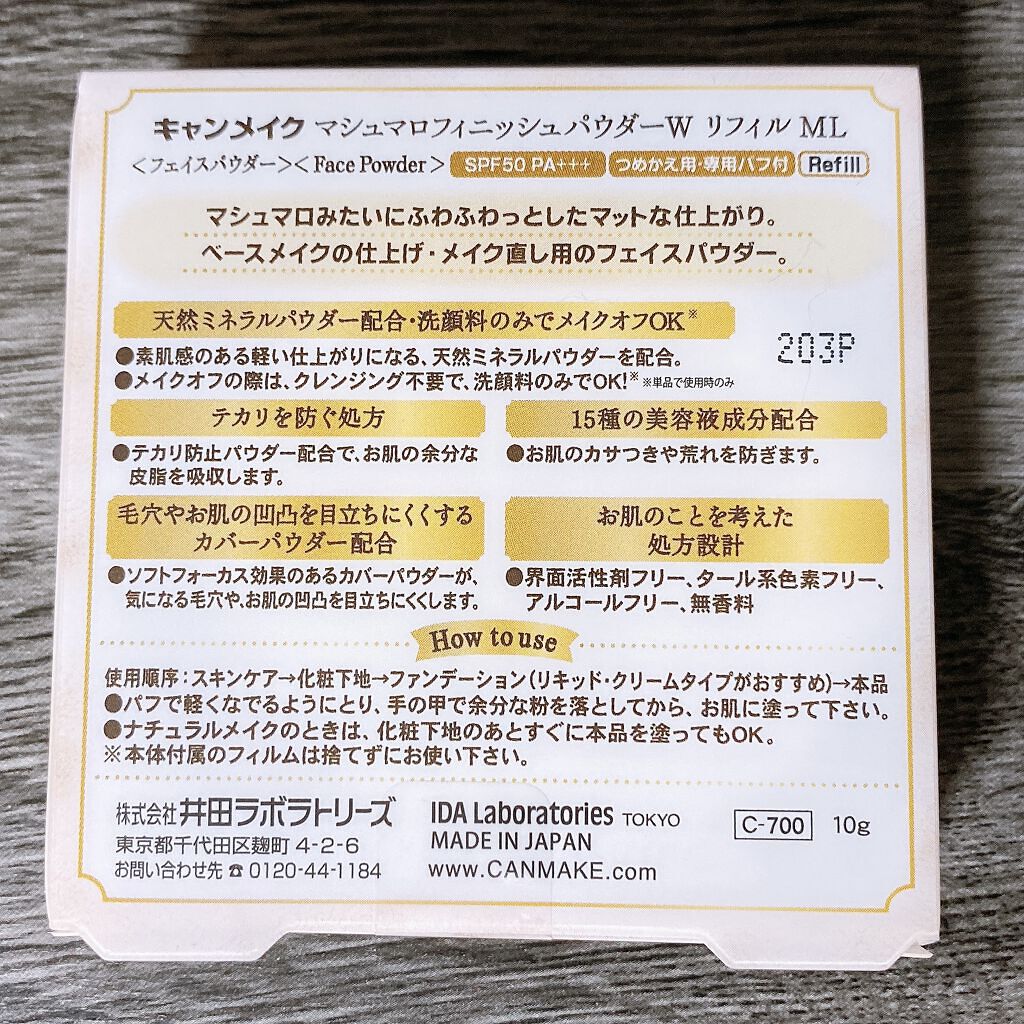 キャンメイク マシュマロフィニッシュパウダーW リフィル ML
<フェイスパウダー><Face Powder> SPF50 PA+++ つめかえ用・専用パフ付 Refill
マシュマロみたいにふわふわっとしたマットな仕上がり。
ベースメイクの仕上げ・メイク直し用のフェイスパウダー。
天然ミネラルパウダー配合・洗顔料のみでメイクオフOK※
●素肌感のある軽い仕上がりになる、天然ミネラルパウダーを配合。
●メイクオフの際は、クレンジング不要で、洗顔料のみでOK!※ ※単品で使用時のみ
203P
テカリを防ぐ処方
●テカリ防止パウダー配合で、お肌の余分な
皮脂を吸収します。
15種の美容液成分配合
●お肌のカサつきや荒れを防ぎます。
毛穴やお肌の凹凸を目立ちにくくする
カバーパウダー配合
●ソフトフォーカス効果のあるカバーパウダーが、
気になる毛穴や、お肌の凹凸を目立ちにくくします。
お肌のことを考えた
処方設計
●界面活性剤フリー、タール系色素フリー、
アルコールフリー、無香料
How to use
使用順序:スキンケア→化粧下地→ファンデーション(リキッド・クリームタイプがおすすめ)→本品
●パフで軽くなでるようにとり、手の甲で余分な粉を落としてから、お肌に塗って下さい。
●ナチュラルメイクのときは、化粧下地のあとすぐに本品を塗ってもOK。
※本体付属のフィルムは捨てずにお使い下さい。
株式会社 井田ラボラトリーズ
東京都千代田区麹町 4-2-6
お問い合わせ先 ☎ 0120-44-1184
IDA Laboratories TOKYO
MADE IN JAPAN
www.CANMAKE.com
C-700 10g